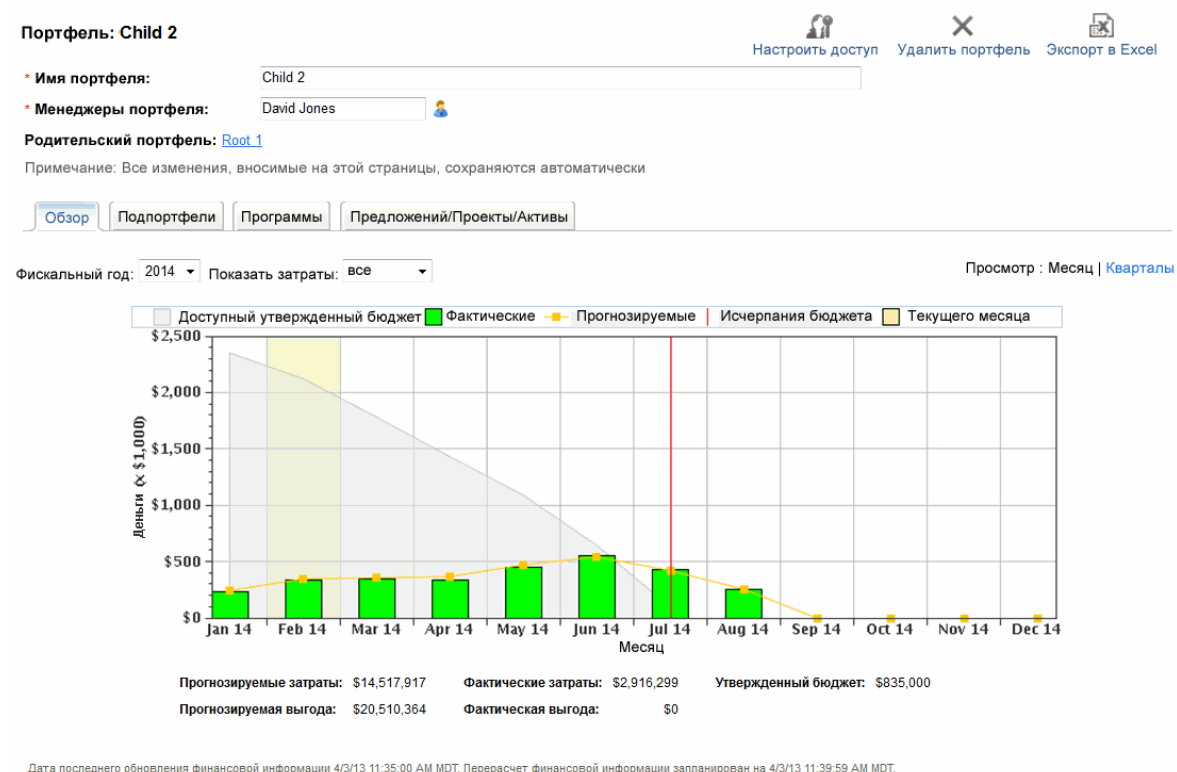 Портфель: Child 2
Настроить доступ Удалить портфель Экспорт в Excel
* Имя портфеля: Child 2
* Менеджеры портфеля: David Jones
Родительский портфель: Root 1
Примечание: Все изменения, вносимые на этой страницы, сохраняются автоматически
Обзор Подпортфели Программы Предложений/Проекты/Активы
Фискальный год: 2014 Показать затраты: все Просмотр : Месяц | Кварталы
Доступный утвержденный бюджет Фактические Прогнозируемые Исчерпания бюджета Текущего месяца
$2,500
$2,000
$1,500
$1,000
$500
$0
Деньги (x $1,000)
Jan 14 Feb 14 Mar 14 Apr 14 May 14 Jun 14 Jul 14 Aug 14 Sep 14 Oct 14 Nov 14 Dec 14
Месяц
Прогнозируемые затраты: $14,517,917 Фактические затраты: $2,916,299 Утвержденный бюджет: $835,000
Прогнозируемая выгода: $20,510,364 Фактическая выгода: $0
Дата последнего обновления финансовой информации 4/3/13 11:35:00 AM MDT. Перерасчет финансовой информации запланирован на 4/3/13 11:39:59 AM MDT.